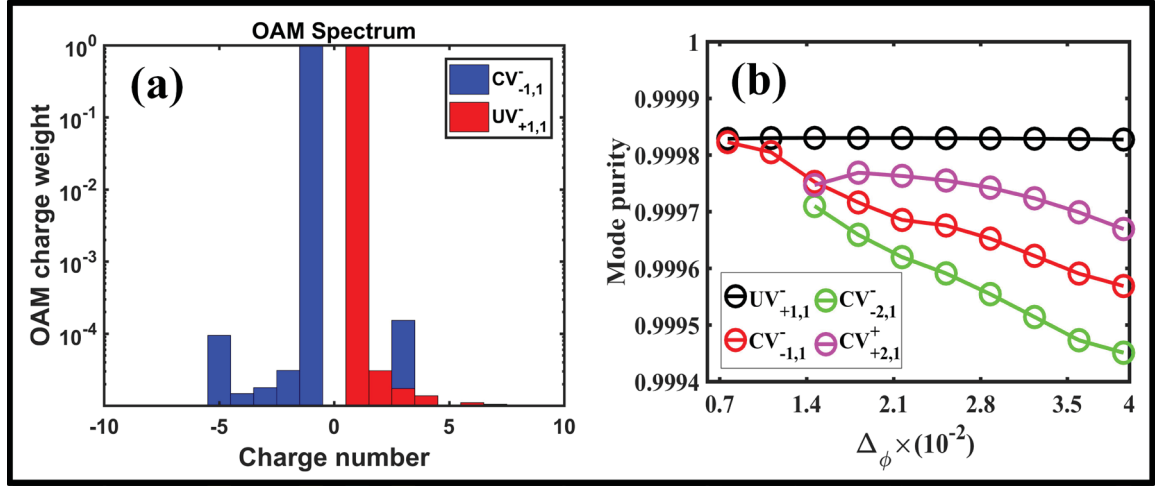 OAM Spectrum
(a)
CV⁻₋₁,₁
UV⁻₊₁,₁
10⁰
10⁻¹
10⁻²
10⁻³
10⁻⁴
OAM charge weight
-10 -5 0 5 10
Charge number
(b)
1
0.9999
0.9998
0.9997
0.9996
0.9995
0.9994
Mode purity
UV⁻₊₁,₁ CV⁻₋₂,₁
CV⁻₋₁,₁ CV⁺₊₂,₁
0.7 1.4 2.1 2.8 3.5 4
Δ_ϕ×(10⁻²)